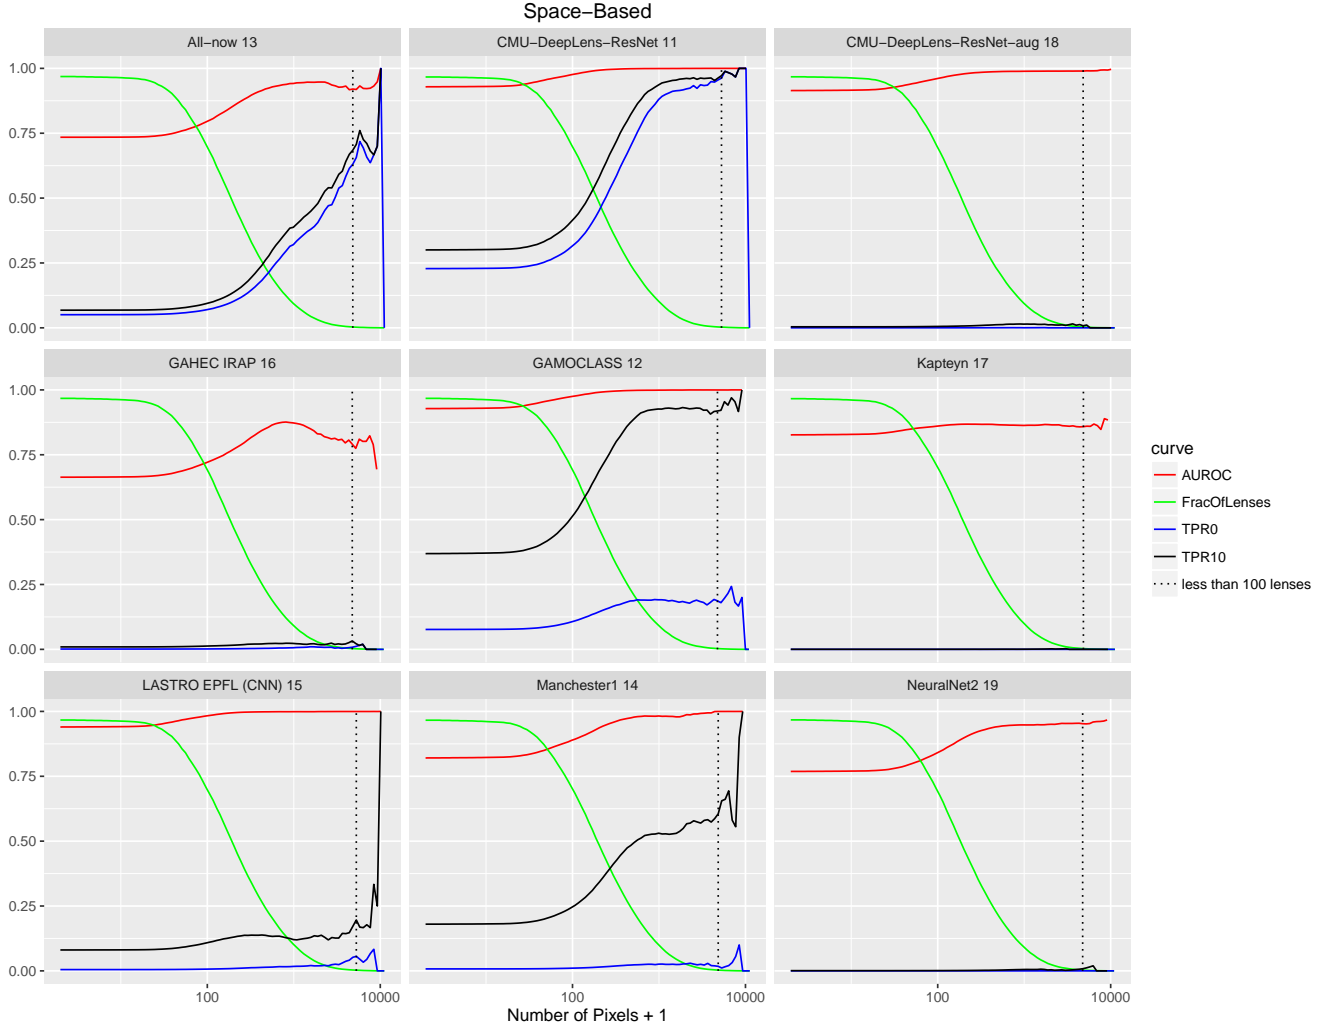 Space-Based
All−now 13
CMU−DeepLens−ResNet 11
CMU−DeepLens−ResNet−aug 18
1.00
0.75
0.50
0.25
0.00
GAHEC IRAP 16
GAMOCLASS 12
Kapteyn 17
1.00
0.75
0.50
0.25
0.00
LASTRO EPFL (CNN) 15
Manchester1 14
NeuralNet2 19
1.00
0.75
0.50
0.25
0.00
100 10000
100 10000
100 10000
Number of Pixels + 1
curve
AUROC
FracOfLenses
TPR0
TPR10
less than 100 lenses